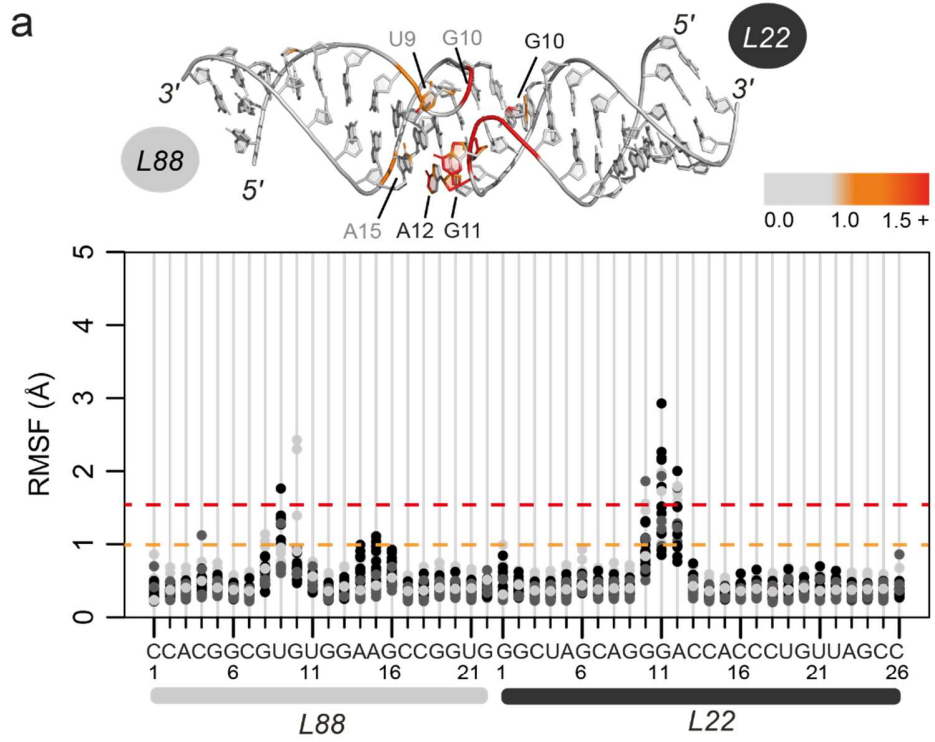 a
U9 G10 G10 5' L22
3' 3'
L88
5'
A15 A12 G11
0.0 1.0 1.5 +
RMSF (Å)
5
4
3
2
1
0
CCACGGCGUGUGGAAGCCGGUGGGCUAGCAGGGACCACCCUGUUAGCC
1 6 11 16 21 1 6 11 16 21 26
L88 L22